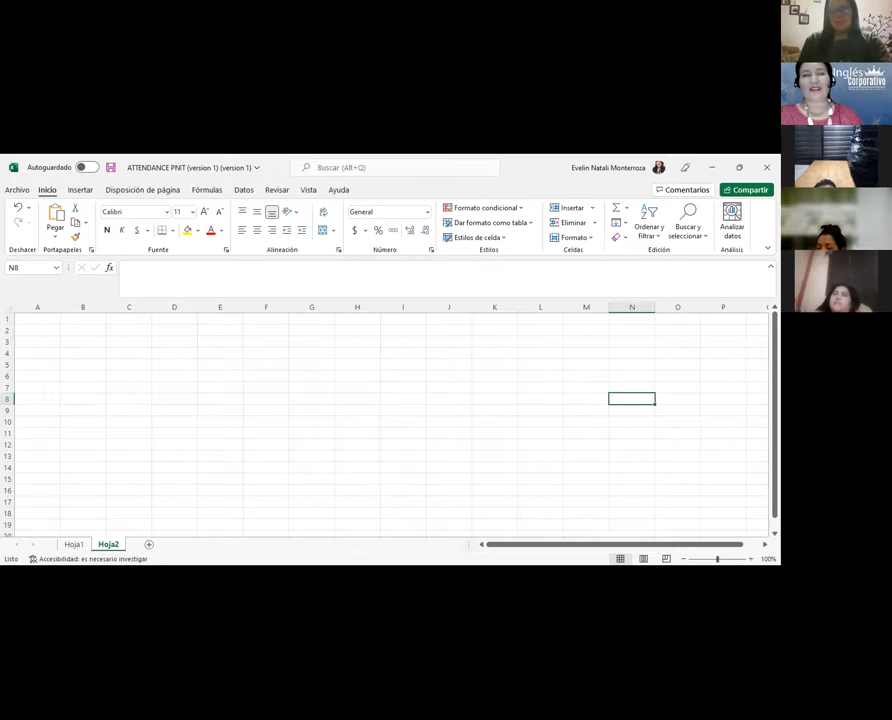 Autoguardado
ATTENDANCE PNIT (version 1) (version 1)
Buscar (Alt+Q)
Evelin Natali Monterroza
Archivo Inicio Insertar Disposición de página Fórmulas Datos Revisar Vista Ayuda
Comentarios Compartir
Pegar
Calibri 11
N K S
A A
General
$ % 000
Formato condicional
Dar formato como tabla
Estilos de celda
Insertar
Eliminar
Formato
Ordenar y filtrar
Buscar y seleccionar
Analizar datos
Deshacer Portapapeles Fuente Alineación Número Estilos Celdas Edición Análisis
N8 fx
A B C D E F G H I J K L M N O P
1
2
3
4
5
6
7
8
9
10
11
12
13
14
15
16
17
18
19
20
Hoja1 Hoja2
Listo Accesibilidad: es necesario investigar 100%
Inglés
Corporativo